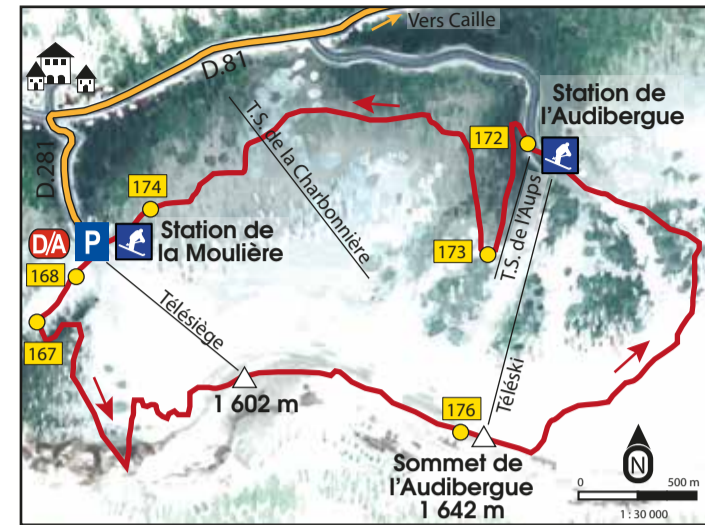 Vers Caille
D.81
D.281
T.S. de la Charbonnière
Station de
l'Audibergue
172
174
T.S. de l'Aups
D/A
P
Station de
la Moulière
173
168
167
Télésiège
1 602 m
Téléski
176
Sommet de
l'Audibergue
1 642 m
N
0 500 m
1 : 30 000